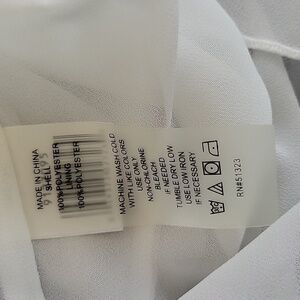 MADE IN CHINA
SHELL
100% POLYESTER
LINING
100% POLYESTER
MACHINE WASH COLD
WITH LIKE COLORS
USE ONLY
NON-CHLORINE
BLEACH
IF NEEDED
TUMBLE DRY LOW
USE LOW IRON
IF NECESSARY
RN#51323